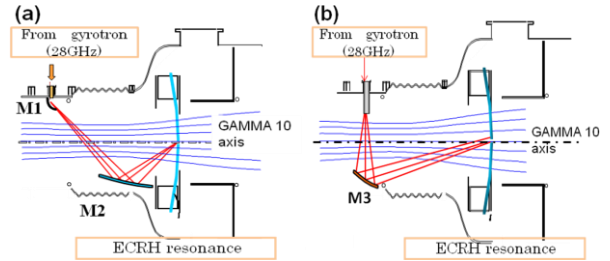 (a)
From gyrotron
(28GHz)
M1
GAMMA 10
axis
M2
ECRH resonance
(b)
From gyrotron
(28GHz)
GAMMA 10
axis
M3
ECRH resonance